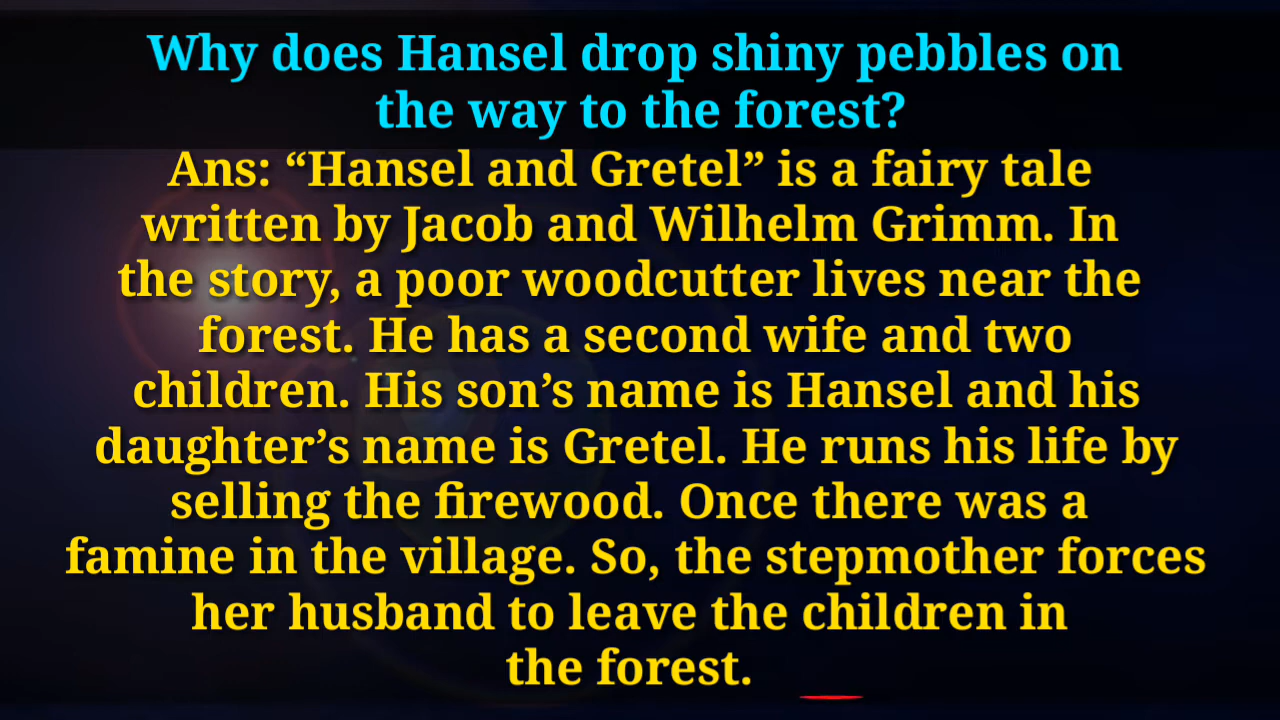 Why does Hansel drop shiny pebbles on
the way to the forest?
Ans: “Hansel and Gretel” is a fairy tale
written by Jacob and Wilhelm Grimm. In
the story, a poor woodcutter lives near the
forest. He has a second wife and two
children. His son’s name is Hansel and his
daughter’s name is Gretel. He runs his life by
selling the firewood. Once there was a
famine in the village. So, the stepmother forces
her husband to leave the children in
the forest.